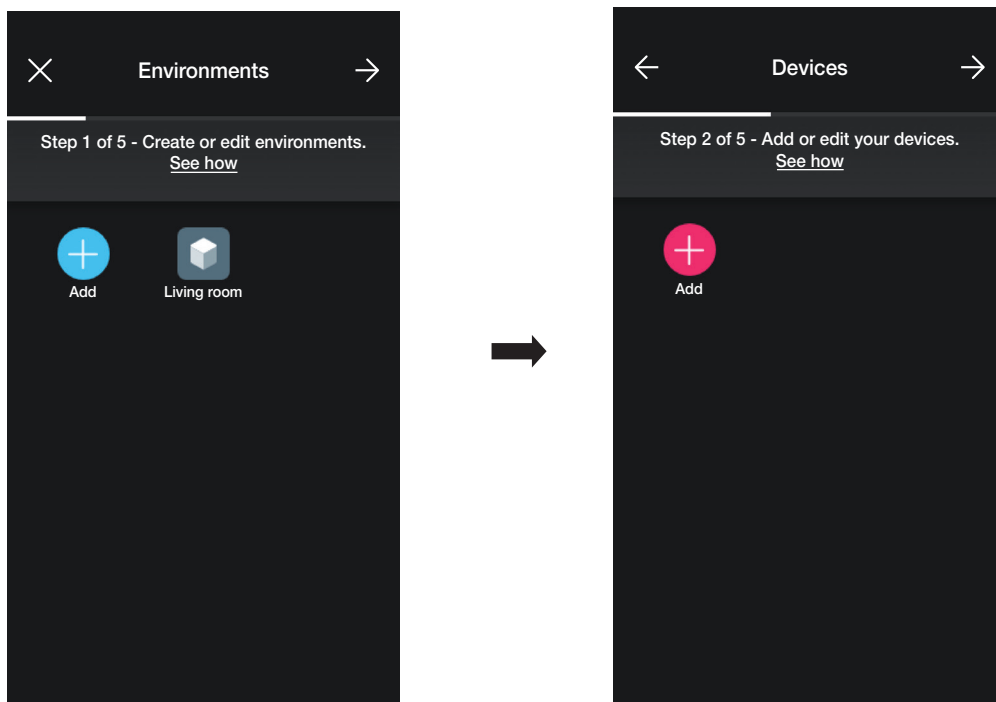 Environments
Step 1 of 5 - Create or edit environments.
See how
Add
Living room
Devices
Step 2 of 5 - Add or edit your devices.
See how
Add